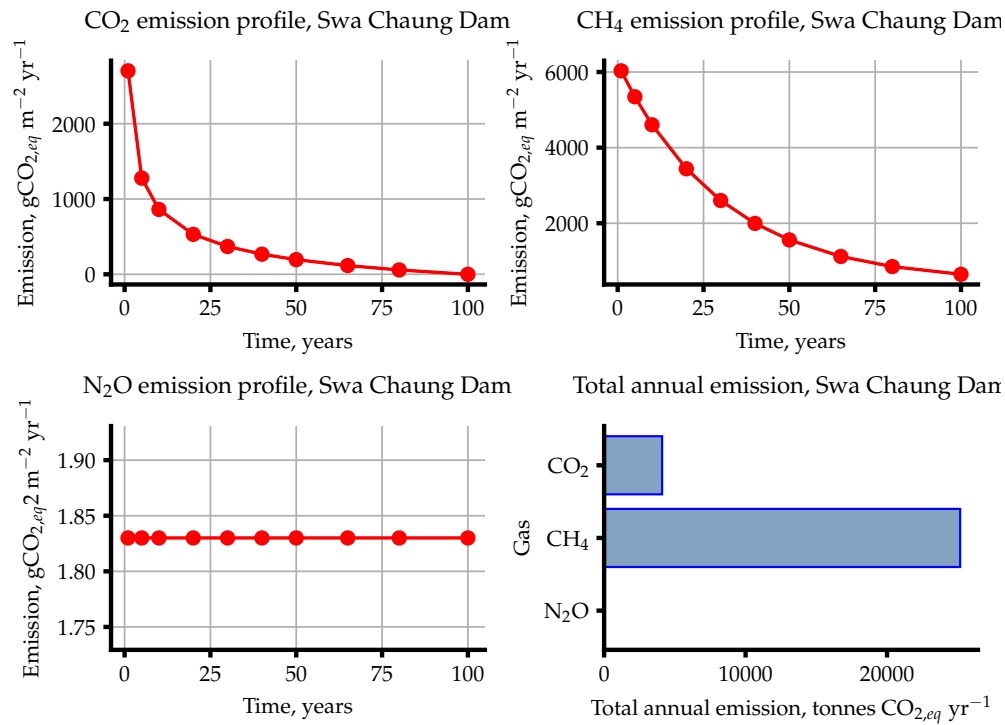 CO₂ emission profile, Swa Chaung Dam
Emission, gCO₂,eq m⁻² yr⁻¹
2000
1000
0
0 25 50 75 100
Time, years
CH₄ emission profile, Swa Chaung Dam
Emission, gCO₂,eq m⁻² yr⁻¹
6000
4000
2000
0 25 50 75 100
Time, years
N₂O emission profile, Swa Chaung Dam
Emission, gCO₂,eq2 m⁻² yr⁻¹
1.90
1.85
1.80
1.75
0 25 50 75 100
Time, years
Total annual emission, Swa Chaung Dam
Gas
CO₂
CH₄
N₂O
0 10000 20000
Total annual emission, tonnes CO₂,eq yr⁻¹